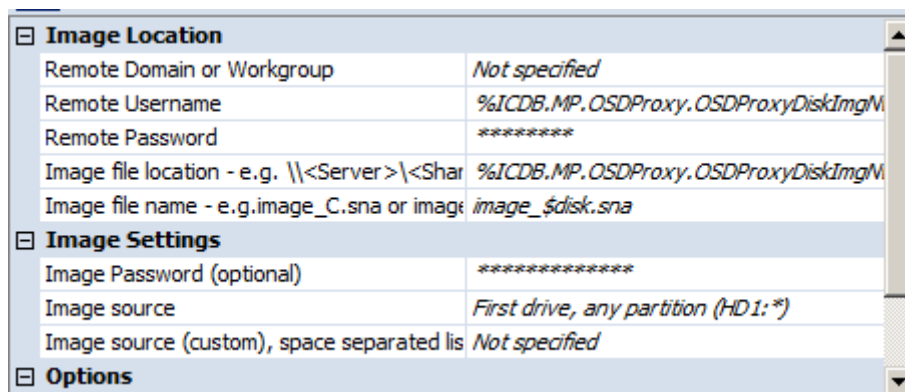 Image Location
Remote Domain or Workgroup Not specified
Remote Username %ICDB.MP.OSDProxy.OSDProxyDiskImgN
Remote Password ********
Image file location - e.g. \\<Server>\<Shar %ICDB.MP.OSDProxy.OSDProxyDiskImgN
Image file name - e.g.image_C.sna or image image_$disk.sna
Image Settings
Image Password (optional) *************
Image source First drive, any partition (HD1:*)
Image source (custom), space separated lis Not specified
Options